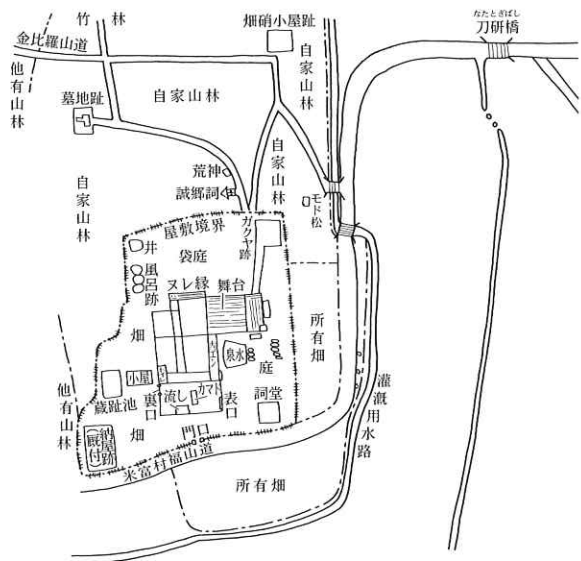 竹林
金比羅山道
他有山林
畑硝小屋趾
自家山林
なたとぎばし
刀研橋
自家山林
墓地趾
自家山林
荒神
誠郷詞
自家山林
モド松
屋敷境界
ガクヤ跡
井
袋庭
風呂跡
ヌレ縁
舞台
畑
所有畑
泉水
庭
他有山林
小屋
蔵趾池
裏口
流し
カマド
表口
詞堂
灌漑用水路
納屋跡
(厩付)
畑
門口
米富村福山道
所有畑